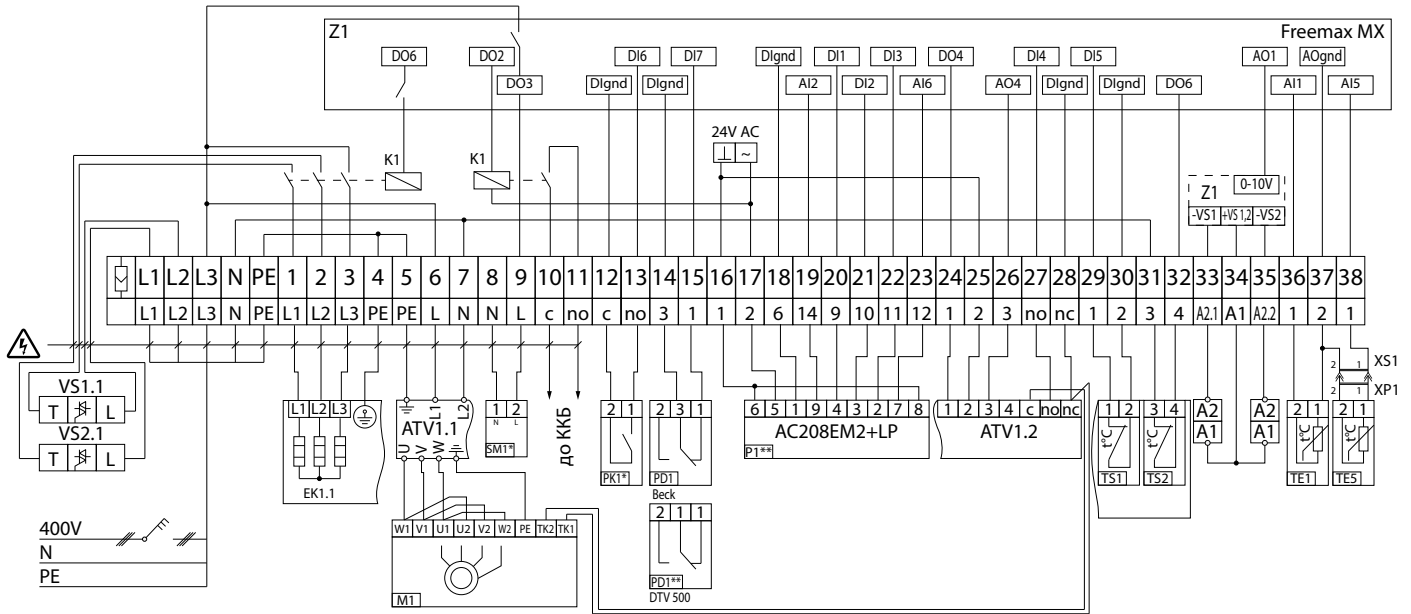 Z1 Freemax MX
DO6 DO2 DI6 DI7 DIgnd DI1 DI3 DO4 DI4 DI5 AO1 AOgnd
DO3 DIgnd DIgnd AI2 DI2 AI6 AO4 DIgnd DIgnd DO6 AI1 AI5
24V AC
⊥ ~
K1 K1
Z1 0-10V
-VS1 +VS1,2 -VS2
L1 L2 L3 N PE 1 2 3 4 5 6 7 8 9 10 11 12 13 14 15 16 17 18 19 20 21 22 23 24 25 26 27 28 29 30 31 32 33 34 35 36 37 38
L1 L2 L3 N PE L1 L2 L3 PE PE L N N L c no c no 3 1 1 2 6 14 9 10 11 12 1 2 3 no nc 1 2 3 4 A2.1 A1 A2.2 1 2 1
2 1 XS1
2 1 XP1
VS1.1
T L
VS2.1
T L
L1 L2 L3
EK1.1
L1 L2
ATV1.1
U V W
1 2
N L
SM1*
до ККБ
2 1
PK1*
2 3 1
PD1
Beck
2 1 1
PD1**
DTV 500
6 5 1 9 4 3 2 7 8
AC208EM2+LP
P1**
1 2 3 4 c no nc
ATV1.2
1 2
t°C
TS1
3 4
t°C
TS2
A2
A1
A2
A1
2 1
t°C
TE1
2 1
t°C
TE5
W1 V1 U1 U2 V2 W2 PE TK2 TK1
M1
400V
N
PE